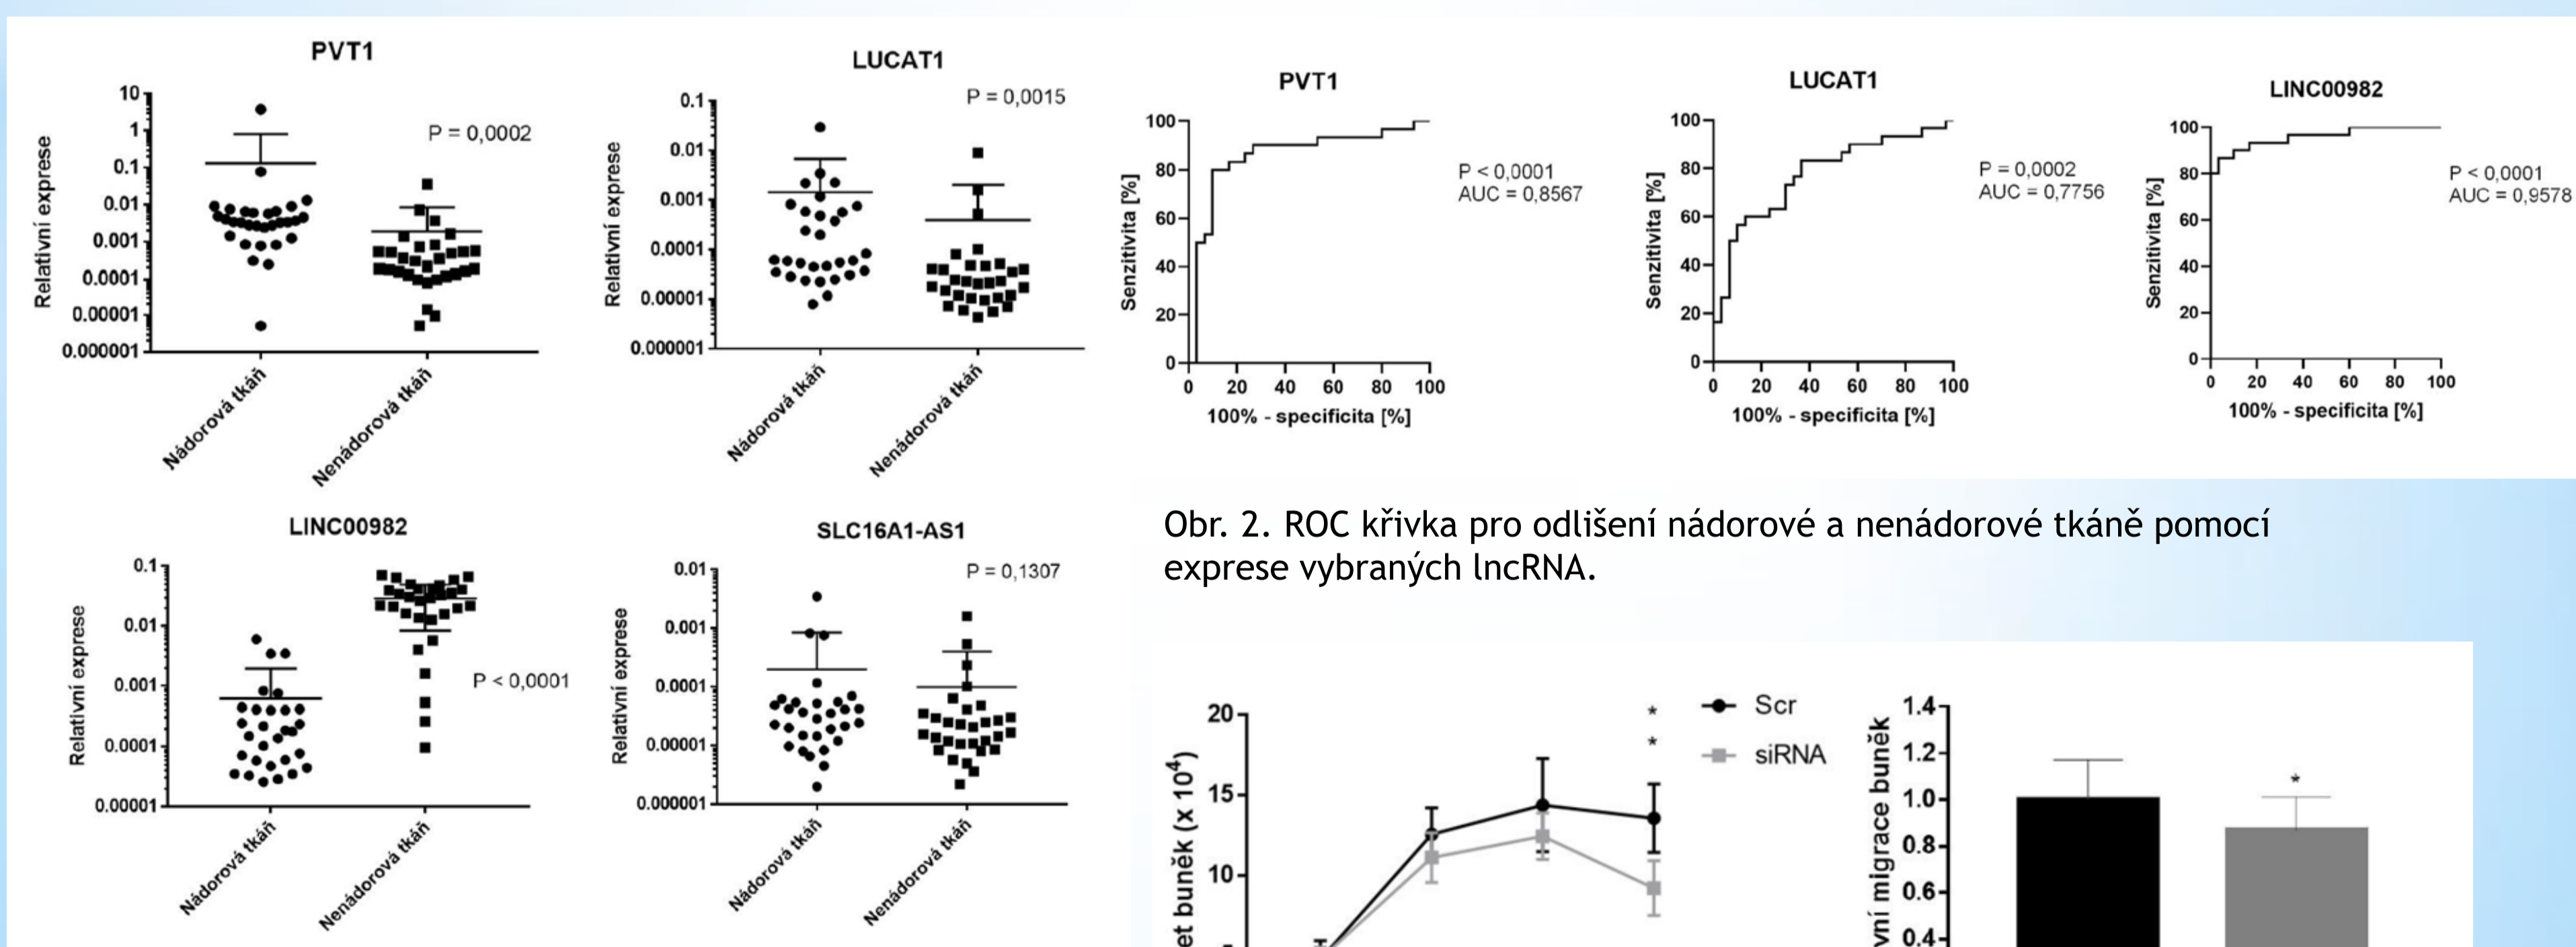 PVT1
P = 0,0002
Relativní exprese
10
1
0.1
0.01
0.001
0.0001
0.00001
0.000001
Nádorová tkáň
Nenádorová tkáň
LUCAT1
P = 0,0015
Relativní exprese
0.1
0.01
0.001
0.0001
0.00001
0.000001
Nádorová tkáň
Nenádorová tkáň
PVT1
Senzitivita [%]
100
80
60
40
20
0
P < 0,0001
AUC = 0,8567
0 20 40 60 80 100
100% - specificita [%]
LUCAT1
Senzitivita [%]
100
80
60
40
20
0
P = 0,0002
AUC = 0,7756
0 20 40 60 80 100
100% - specificita [%]
LINC00982
Senzitivita [%]
100
80
60
40
20
0
P < 0,0001
AUC = 0,9578
0 20 40 60 80 100
100% - specificita [%]
LINC00982
Relativní exprese
0.1
0.01
0.001
0.0001
0.00001
P < 0,0001
Nádorová tkáň
Nenádorová tkáň
SLC16A1-AS1
P = 0,1307
Relativní exprese
0.01
0.001
0.0001
0.00001
0.000001
Nádorová tkáň
Nenádorová tkáň
Obr. 2. ROC křivka pro odlišení nádorové a nenádorové tkáně pomocí
exprese vybraných lncRNA.
buněk (x 10⁴)
20
15
10
*
*
Scr
siRNA
migrace buněk
1.4
1.2
1.0
0.8
0.6
0.4
*